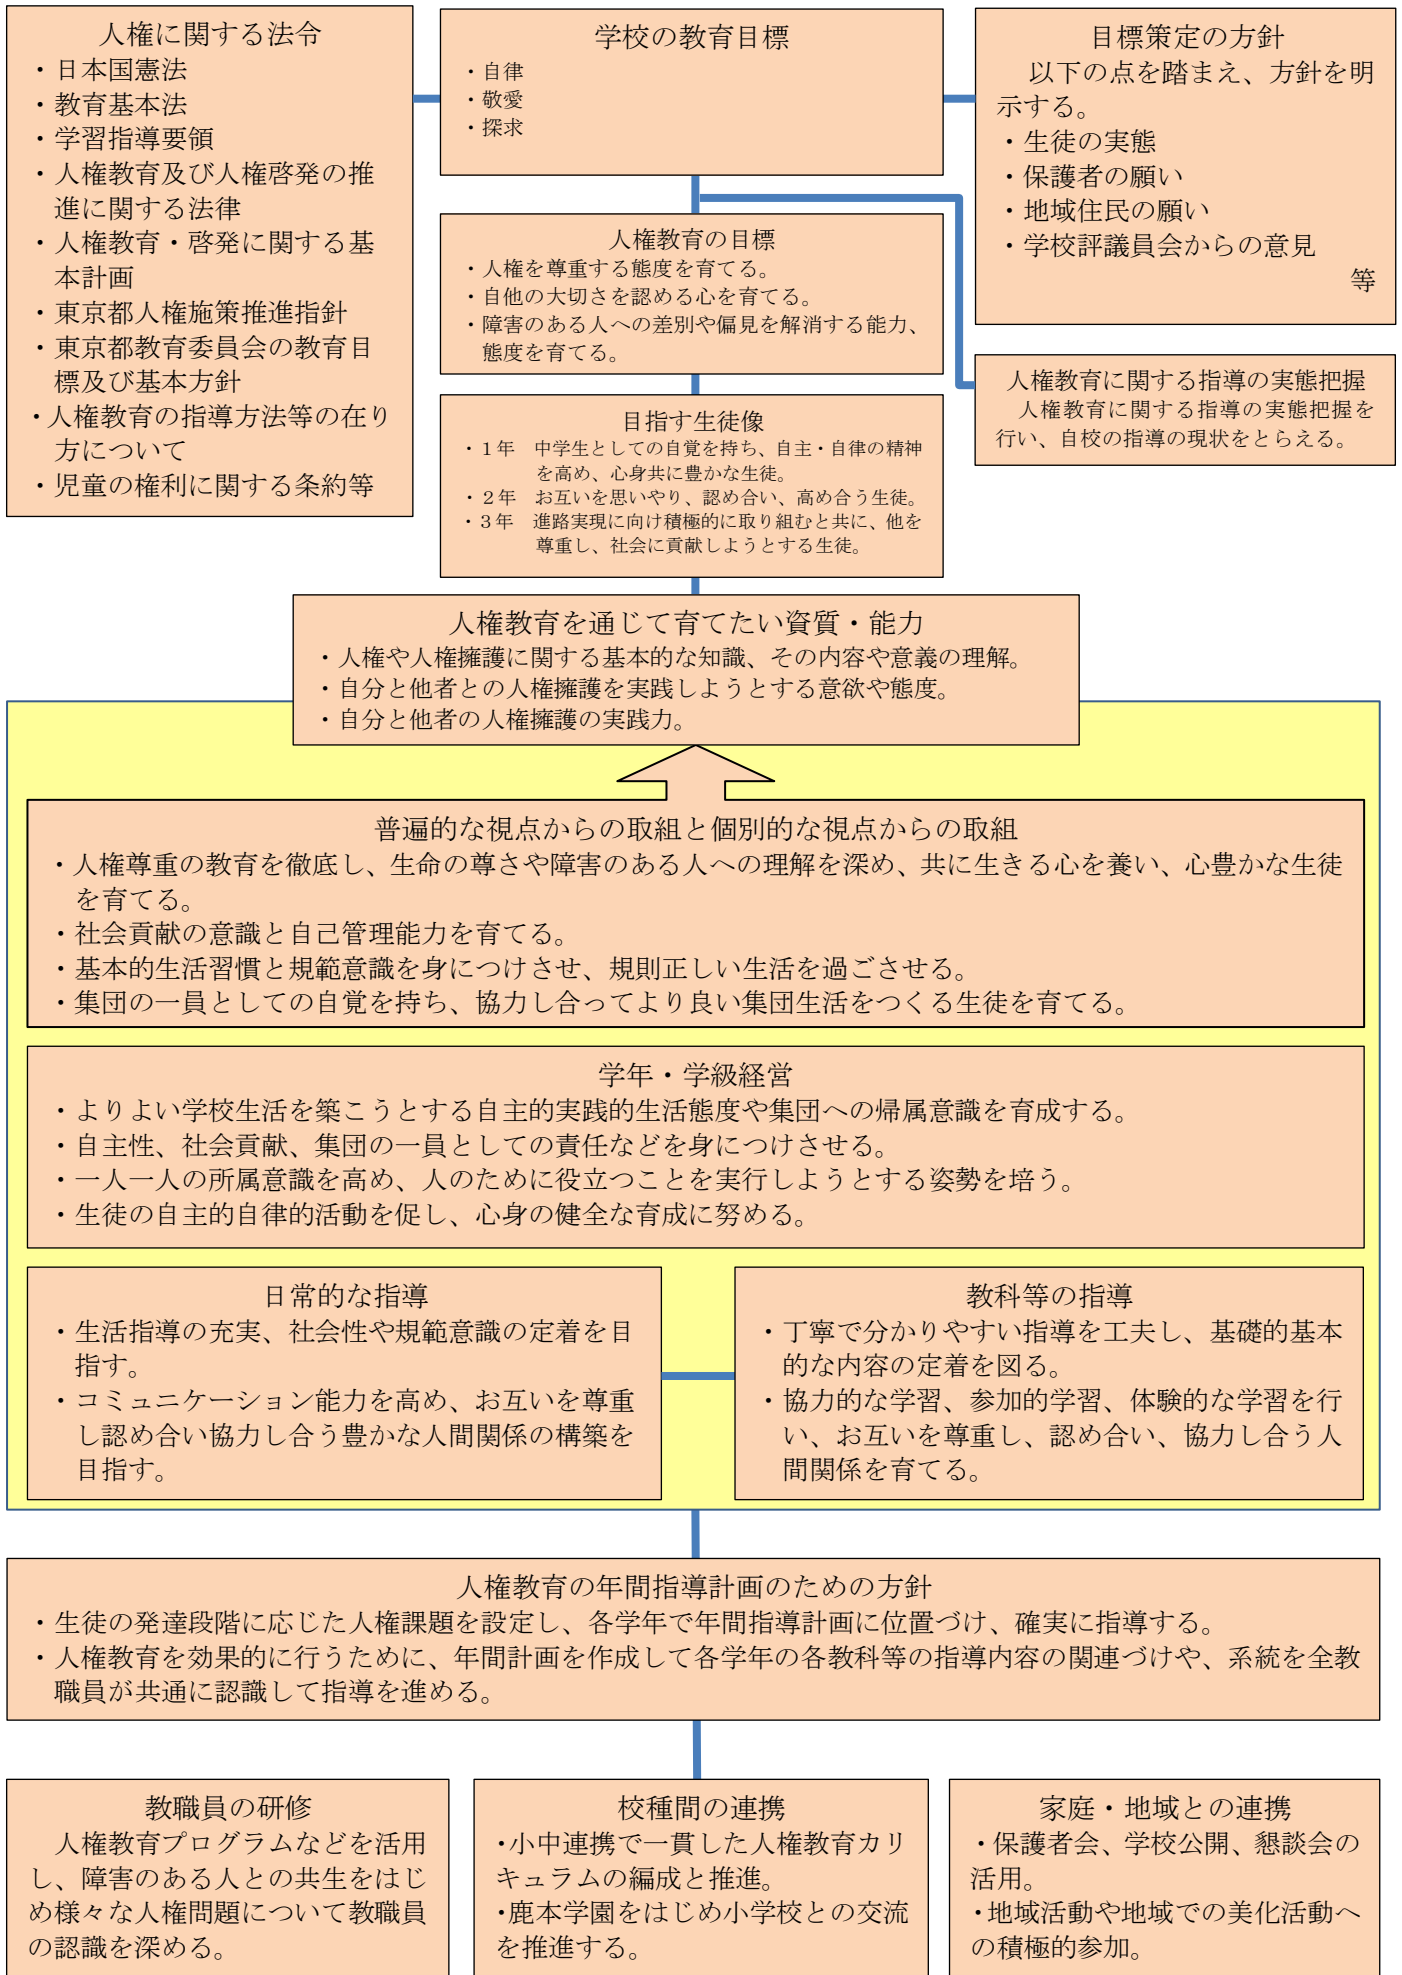 人権に関する法令
・日本国憲法
・教育基本法
・学習指導要領
・人権教育及び人権啓発の推
進に関する法律
・人権教育・啓発に関する基
本計画
・東京都人権施策推進指針
・東京都教育委員会の教育目
標及び基本方針
・人権教育の指導方法等の在り
方について
・児童の権利に関する条約等
学校の教育目標
・自律
・敬愛
・探求
目標策定の方針
以下の点を踏まえ、方針を明
示する。
・生徒の実態
・保護者の願い
・地域住民の願い
・学校評議員会からの意見
等
人権教育の目標
・人権を尊重する態度を育てる。
・自他の大切さを認める心を育てる。
・障害のある人への差別や偏見を解消する能力、
態度を育てる。
人権教育に関する指導の実態把握
人権教育に関する指導の実態把握を
行い、自校の指導の現状をとらえる。
目指す生徒像
・１年　中学生としての自覚を持ち、自主・自律の精神
を高め、心身共に豊かな生徒。
・２年　お互いを思いやり、認め合い、高め合う生徒。
・３年　進路実現に向け積極的に取り組むと共に、他を
尊重し、社会に貢献しようとする生徒。
人権教育を通じて育てたい資質・能力
・人権や人権擁護に関する基本的な知識、その内容や意義の理解。
・自分と他者との人権擁護を実践しようとする意欲や態度。
・自分と他者の人権擁護の実践力。
普遍的な視点からの取組と個別的な視点からの取組
・人権尊重の教育を徹底し、生命の尊さや障害のある人への理解を深め、共に生きる心を養い、心豊かな生徒
を育てる。
・社会貢献の意識と自己管理能力を育てる。
・基本的生活習慣と規範意識を身につけさせ、規則正しい生活を過ごさせる。
・集団の一員としての自覚を持ち、協力し合ってより良い集団生活をつくる生徒を育てる。
学年・学級経営
・よりよい学校生活を築こうとする自主的実践的生活態度や集団への帰属意識を育成する。
・自主性、社会貢献、集団の一員としての責任などを身につけさせる。
・一人一人の所属意識を高め、人のために役立つことを実行しようとする姿勢を培う。
・生徒の自主的自律的活動を促し、心身の健全な育成に努める。
日常的な指導
・生活指導の充実、社会性や規範意識の定着を目
指す。
・コミュニケーション能力を高め、お互いを尊重
し認め合い協力し合う豊かな人間関係の構築を
目指す。
教科等の指導
・丁寧で分かりやすい指導を工夫し、基礎的基本
的な内容の定着を図る。
・協力的な学習、参加的学習、体験的な学習を行
い、お互いを尊重し、認め合い、協力し合う人
間関係を育てる。
人権教育の年間指導計画のための方針
・生徒の発達段階に応じた人権課題を設定し、各学年で年間指導計画に位置づけ、確実に指導する。
・人権教育を効果的に行うために、年間計画を作成して各学年の各教科等の指導内容の関連づけや、系統を全教
職員が共通に認識して指導を進める。
教職員の研修
人権教育プログラムなどを活用
し、障害のある人との共生をはじ
め様々な人権問題について教職員
の認識を深める。
校種間の連携
・小中連携で一貫した人権教育カリ
キュラムの編成と推進。
・鹿本学園をはじめ小学校との交流
を推進する。
家庭・地域との連携
・保護者会、学校公開、懇談会の
活用。
・地域活動や地域での美化活動へ
の積極的参加。